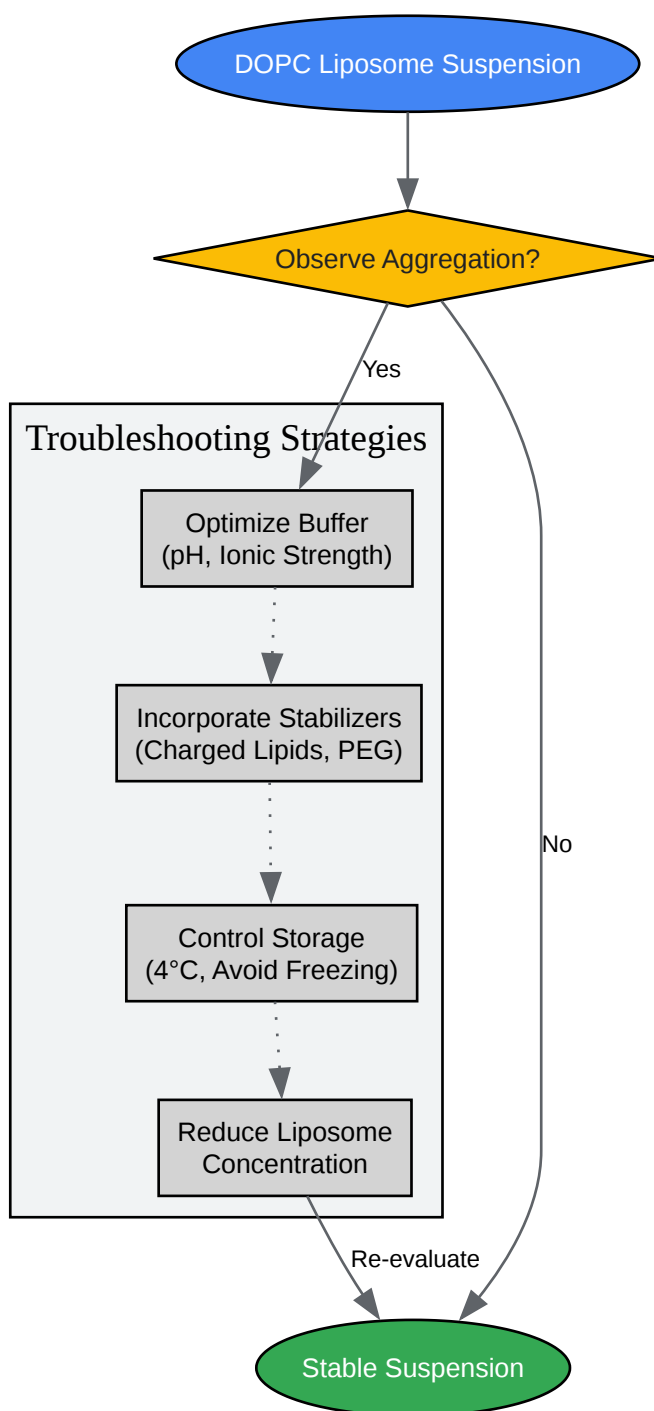 DOPC Liposome Suspension
Observe Aggregation?
Yes
Troubleshooting Strategies
Optimize Buffer
(pH, Ionic Strength)
Incorporate Stabilizers
(Charged Lipids, PEG)
No
Control Storage
(4°C, Avoid Freezing)
Reduce Liposome
Concentration
Re-evaluate
Stable Suspension